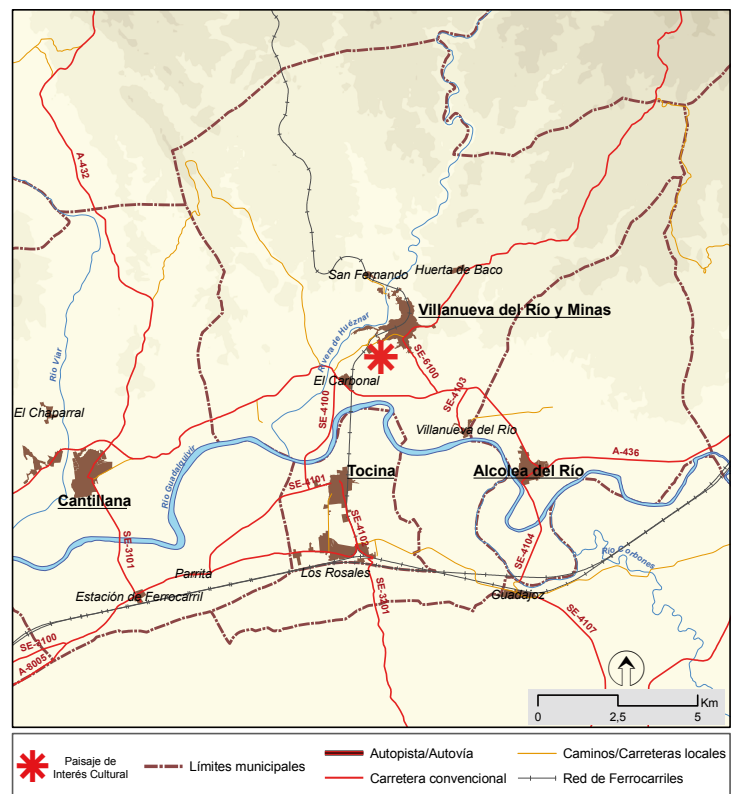 A-432
San Fernando
Huerta de Baco
Villanueva del Río y Minas
Rivera de Huéznar
SE-6100
Río Viar
El Carbonal
SE-4100
SE-4103
El Chaparral
Villanueva del Río
A-436
Río Guadalquivir
Tocina
Alcolea del Río
SE-4101
Cantillana
SE-4102
SE-3101
SE-4104
Río Corbones
Parrita
Los Rosales
Estación de Ferrocarril
SE-3201
Guadajoz
SE-4107
SE-3100
A-8005
Km
0 2,5 5
Paisaje de
Interés Cultural
Límites municipales
Autopista/Autovía
Carretera convencional
Caminos/Carreteras locales
Red de Ferrocarriles